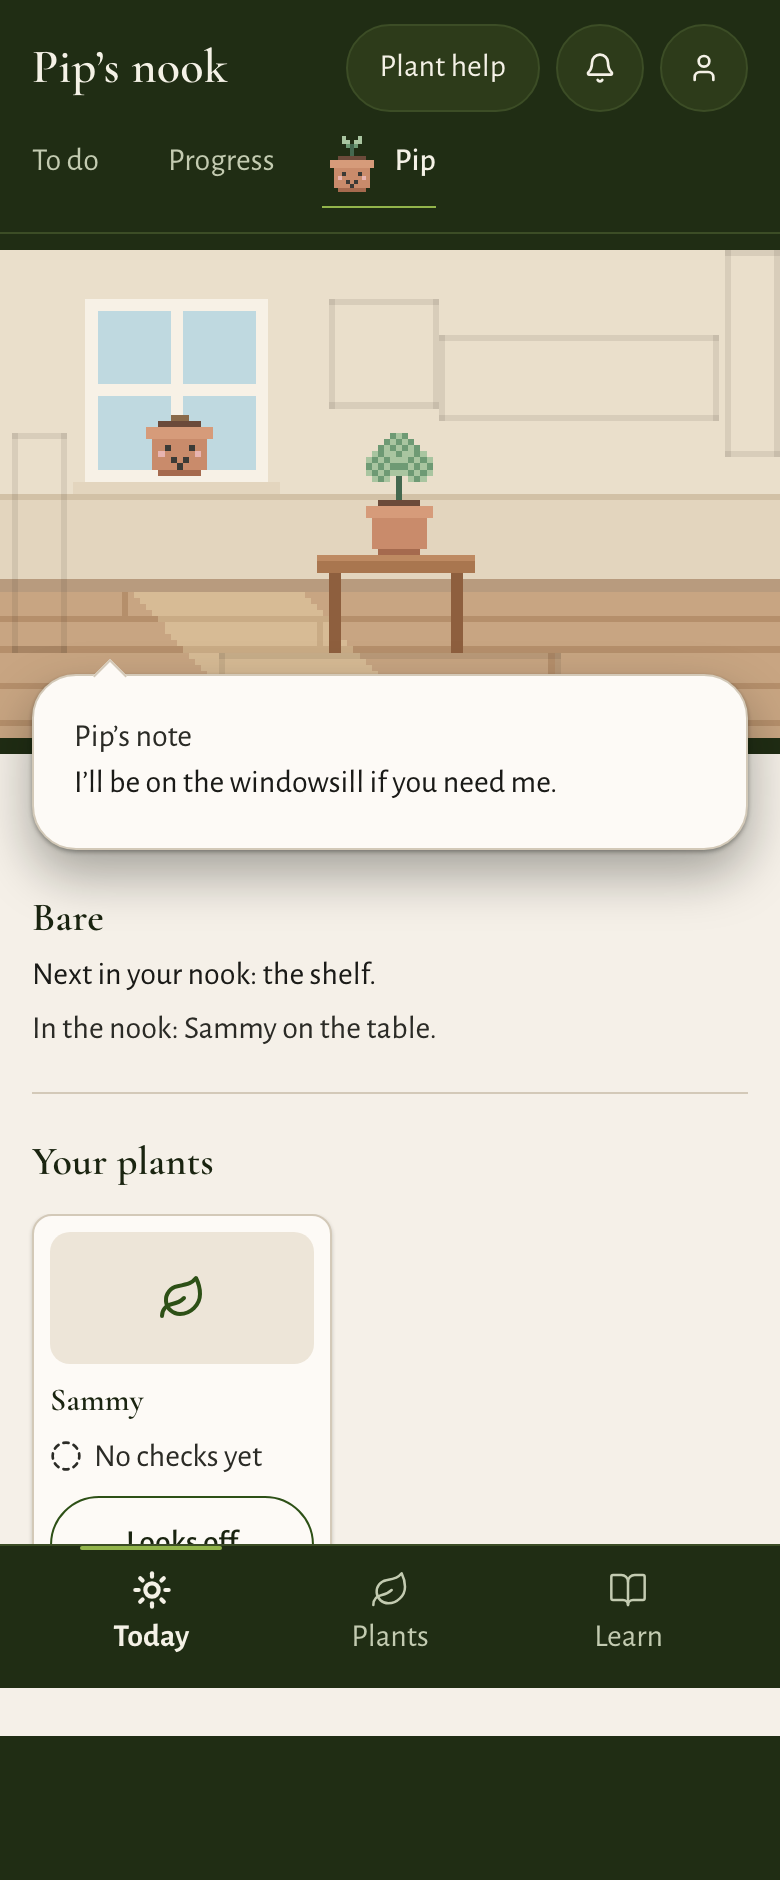 Pip’s nook
Plant help
To do
Progress
Pip
Pip’s note
I’ll be on the windowsill if you need me.
Bare
Next in your nook: the shelf.
In the nook: Sammy on the table.
Your plants
Sammy
No checks yet
Looks off
Today
Plants
Learn